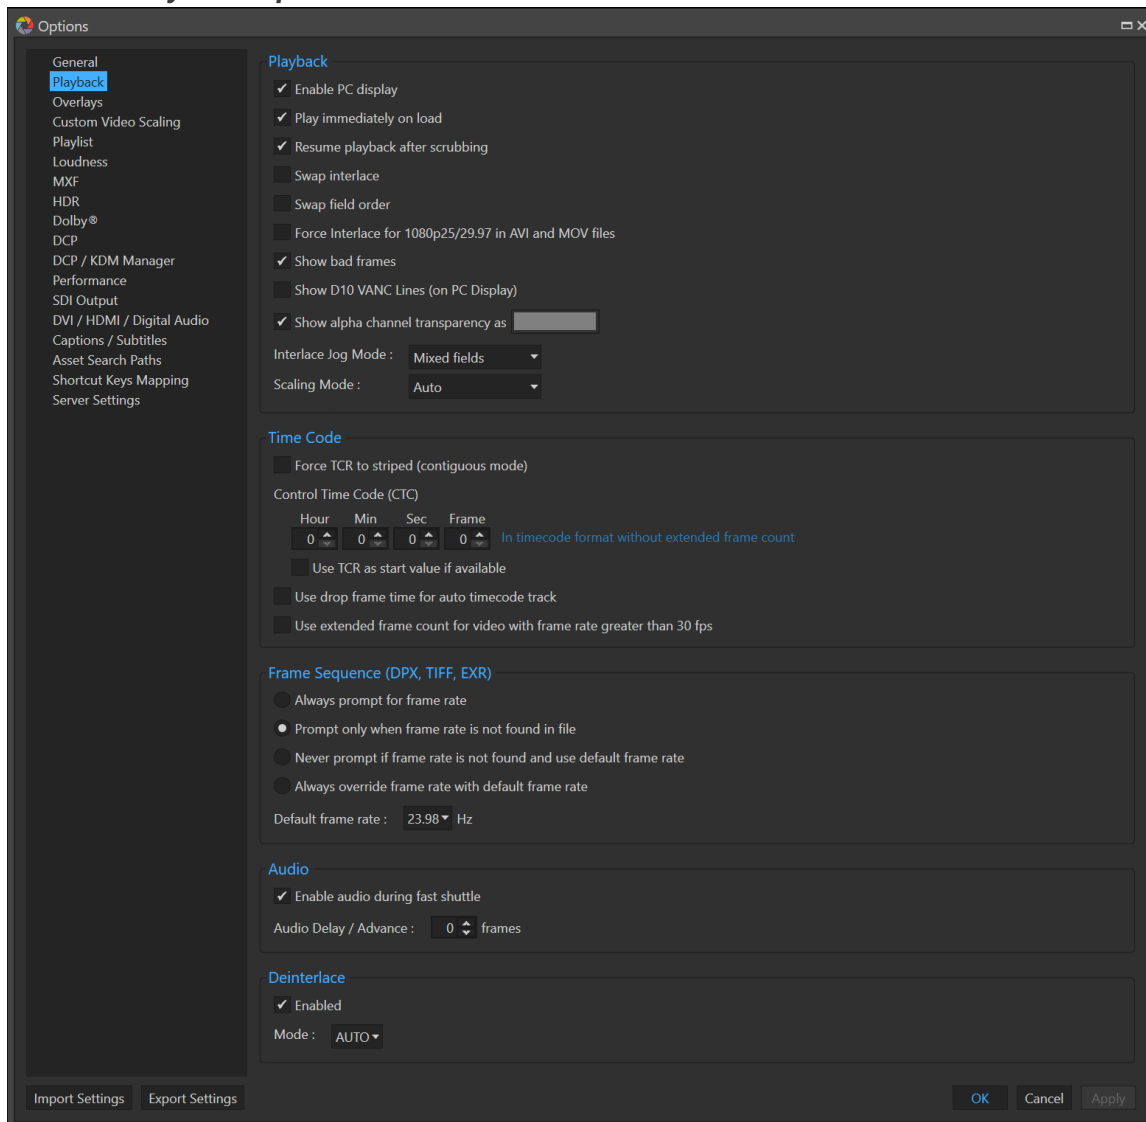 Options
General
Playback
Overlays
Custom Video Scaling
Playlist
Loudness
MXF
HDR
Dolby®
DCP
DCP / KDM Manager
Performance
SDI Output
DVI / HDMI / Digital Audio
Captions / Subtitles
Asset Search Paths
Shortcut Keys Mapping
Server Settings
Playback
Enable PC display
Play immediately on load
Resume playback after scrubbing
Swap interlace
Swap field order
Force Interlace for 1080p25/29.97 in AVI and MOV files
Show bad frames
Show D10 VANC Lines (on PC Display)
Show alpha channel transparency as
Interlace Jog Mode : Mixed fields
Scaling Mode : Auto
Time Code
Force TCR to striped (contiguous mode)
Control Time Code (CTC)
Hour Min Sec Frame
0 0 0 0 In timecode format without extended frame count
Use TCR as start value if available
Use drop frame time for auto timecode track
Use extended frame count for video with frame rate greater than 30 fps
Frame Sequence (DPX, TIFF, EXR)
Always prompt for frame rate
Prompt only when frame rate is not found in file
Never prompt if frame rate is not found and use default frame rate
Always override frame rate with default frame rate
Default frame rate : 23.98 Hz
Audio
Enable audio during fast shuttle
Audio Delay / Advance : 0 frames
Deinterlace
Enabled
Mode : AUTO
Import Settings Export Settings OK Cancel Apply